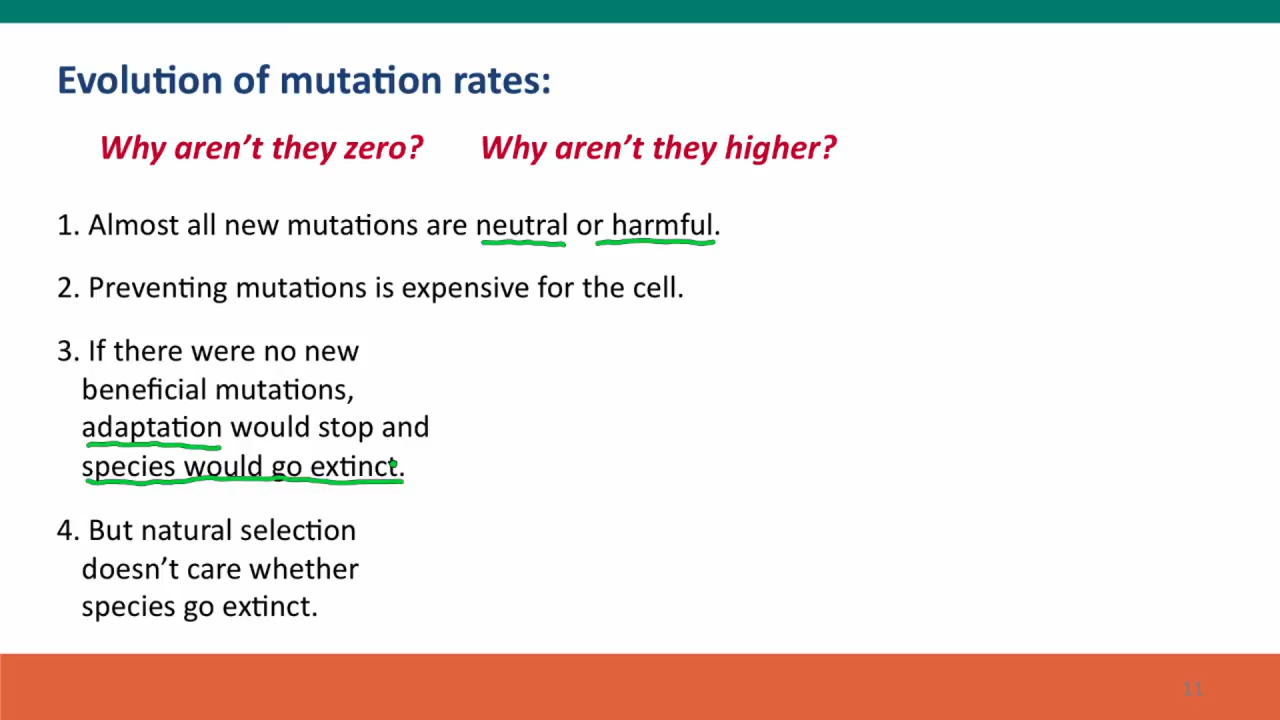 Evolution of mutation rates:
Why aren't they zero? Why aren't they higher?
1. Almost all new mutations are neutral or harmful.
2. Preventing mutations is expensive for the cell.
3. If there were no new
beneficial mutations,
adaptation would stop and
species would go extinct.
4. But natural selection
doesn't care whether
species go extinct.
11